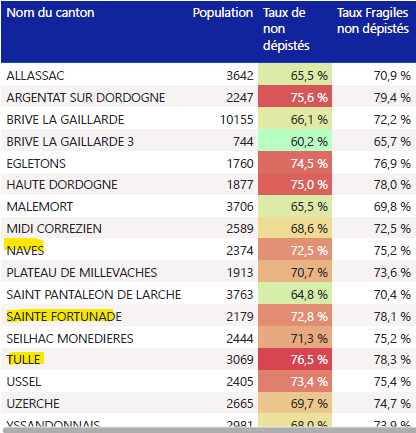 Nom du canton Population Taux de non dépistés Taux Fragiles non dépistés
ALLASSAC 3642 65,5 % 70,9 %
ARGENTAT SUR DORDOGNE 2247 75,6 % 79,4 %
BRIVE LA GAILLARDE 10155 66,1 % 72,2 %
BRIVE LA GAILLARDE 3 744 60,2 % 65,7 %
EGLETONS 1760 74,5 % 76,9 %
HAUTE DORDOGNE 1877 75,0 % 78,0 %
MALEMORT 3706 65,5 % 69,8 %
MIDI CORREZIEN 2589 68,6 % 72,5 %
NAVES 2374 72,5 % 75,2 %
PLATEAU DE MILLEVACHES 1913 70,7 % 73,6 %
SAINT PANTALEON DE LARCHE 3763 64,8 % 70,4 %
SAINTE FORTUNADE 2179 72,8 % 78,1 %
SEILHAC MONEDIERES 2444 71,3 % 75,2 %
TULLE 3069 76,5 % 78,3 %
USSEL 2405 73,4 % 75,4 %
UZERCHE 2665 69,7 % 74,7 %
YSSANDONNAIS 2981 68,0 % 73,9 %